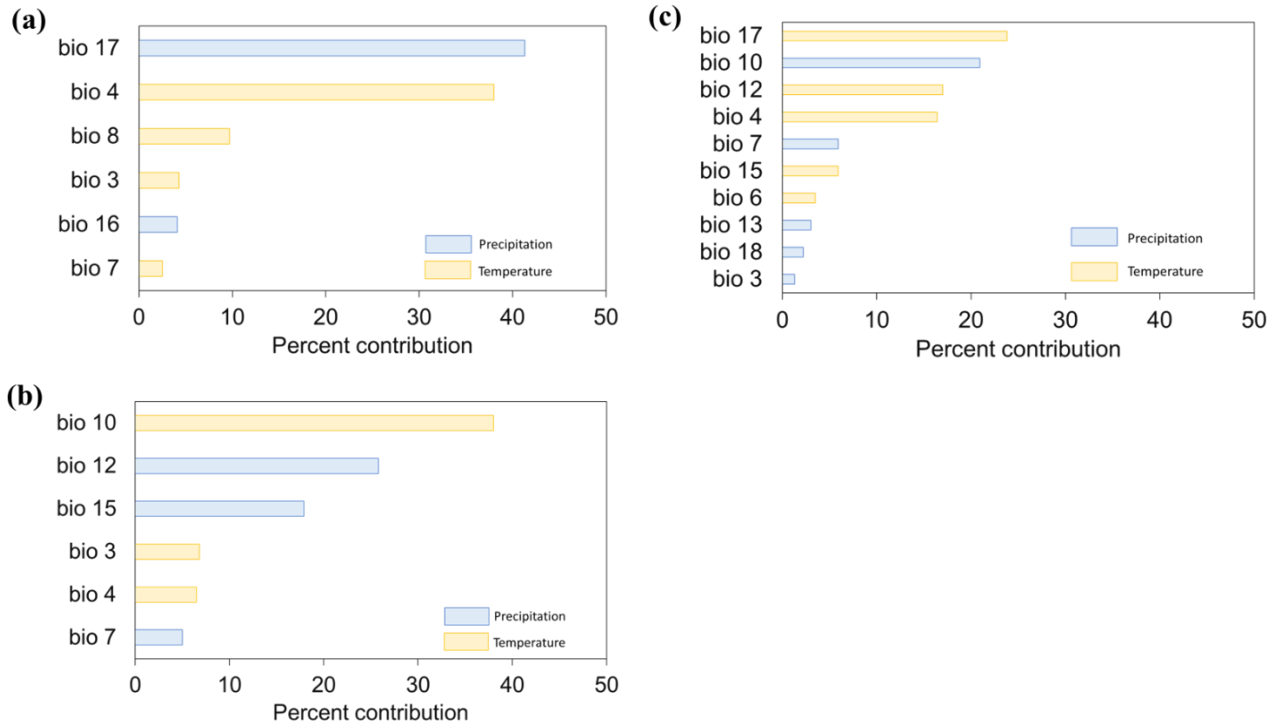 (a)
bio 17
bio 4
bio 8
bio 3
bio 16
bio 7
Precipitation
Temperature
0 10 20 30 40 50
Percent contribution
(b)
bio 10
bio 12
bio 15
bio 3
bio 4
bio 7
Precipitation
Temperature
0 10 20 30 40 50
Percent contribution
(c)
bio 17
bio 10
bio 12
bio 4
bio 7
bio 15
bio 6
bio 13
bio 18
bio 3
Precipitation
Temperature
0 10 20 30 40 50
Percent contribution